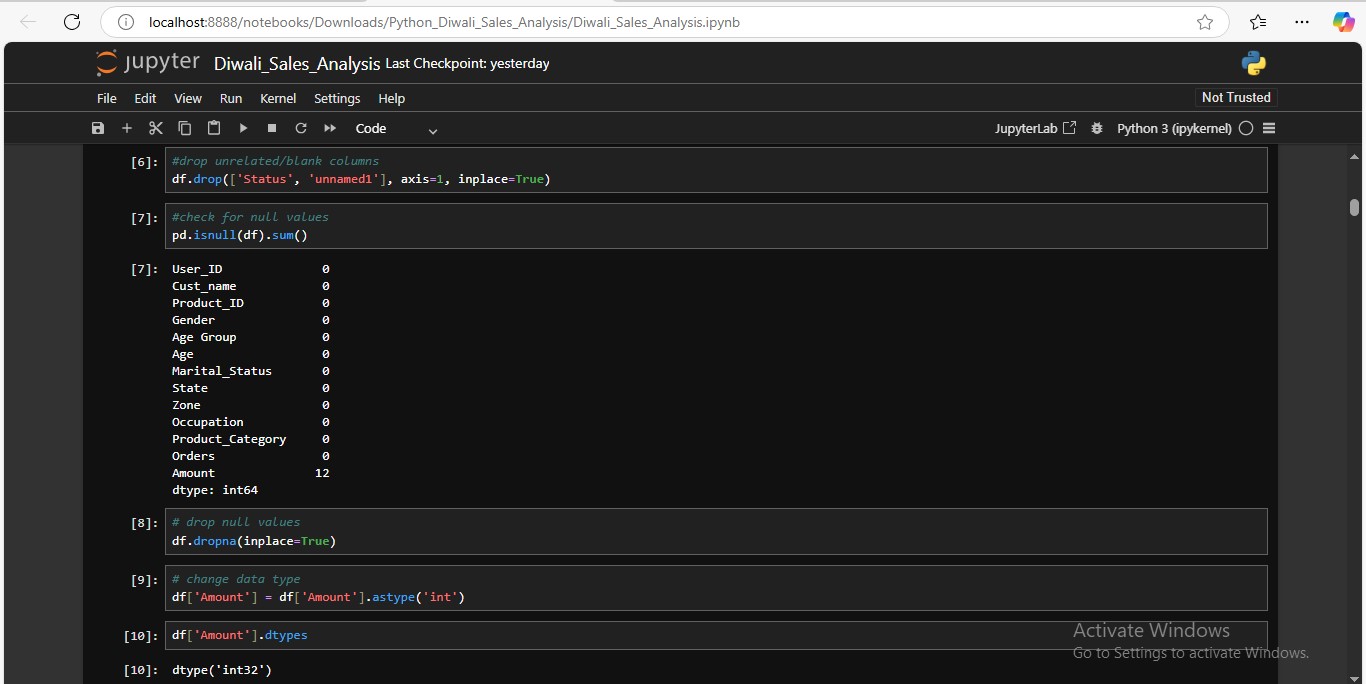 localhost:8888/notebooks/Downloads/Python_Diwali_Sales_Analysis/Diwali_Sales_Analysis.ipynb
jupyter Diwali_Sales_Analysis Last Checkpoint: yesterday
File Edit View Run Kernel Settings Help Not Trusted
Code JupyterLab Python 3 (ipykernel)
[6]: #drop unrelated/blank columns
df.drop(['Status', 'unnamed1'], axis=1, inplace=True)
[7]: #check for null values
pd.isnull(df).sum()
[7]: User_ID 0
Cust_name 0
Product_ID 0
Gender 0
Age Group 0
Age 0
Marital_Status 0
State 0
Zone 0
Occupation 0
Product_Category 0
Orders 0
Amount 12
dtype: int64
[8]: # drop null values
df.dropna(inplace=True)
[9]: # change data type
df['Amount'] = df['Amount'].astype('int')
[10]: df['Amount'].dtypes
Activate Windows
Go to Settings to activate Windows.
[10]: dtype('int32')